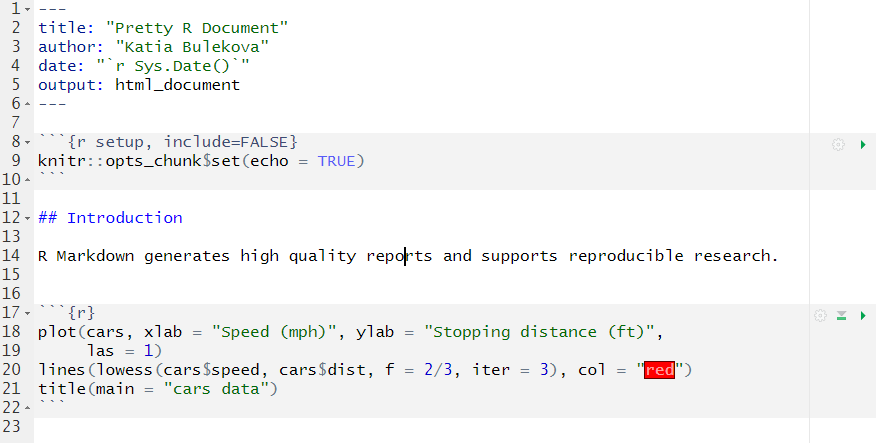 1 ---
2 title: "Pretty R Document"
3 author: "Katia Bulekova"
4 date: "`r Sys.Date()`"
5 output: html_document
6 ---
7
8 ```{r setup, include=FALSE}
9 knitr::opts_chunk$set(echo = TRUE)
10 ```
11
12 ## Introduction
13
14 R Markdown generates high quality reports and supports reproducible research.
15
16
17 ```{r}
18 plot(cars, xlab = "Speed (mph)", ylab = "Stopping distance (ft)",
19      las = 1)
20 lines(lowess(cars$speed, cars$dist, f = 2/3, iter = 3), col = "red")
21 title(main = "cars data")
22 ```
23